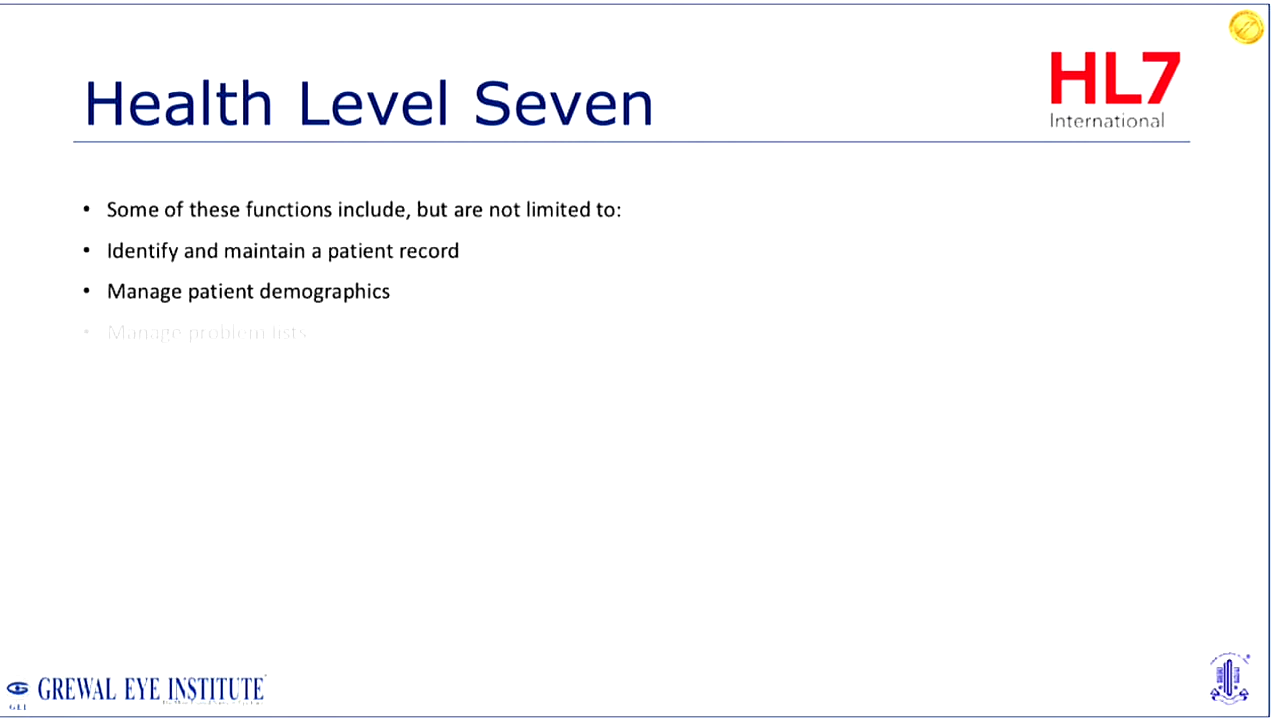 Health Level Seven
HL7
International
• Some of these functions include, but are not limited to:
• Identify and maintain a patient record
• Manage patient demographics
• Manage problem lists
GREWAL EYE INSTITUTE
GEI